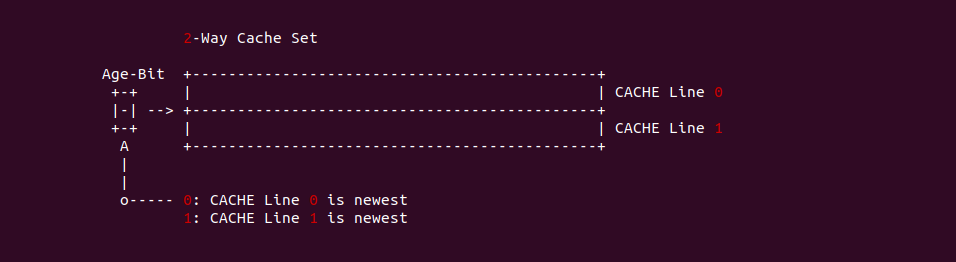 2-Way Cache Set
Age-Bit  +---------------------------------------------+
 +-+     |                                             | CACHE Line 0
 |-| --> +---------------------------------------------+
 +-+     |                                             | CACHE Line 1
  A      +---------------------------------------------+
  |
  |
  o----- 0: CACHE Line 0 is newest
         1: CACHE Line 1 is newest